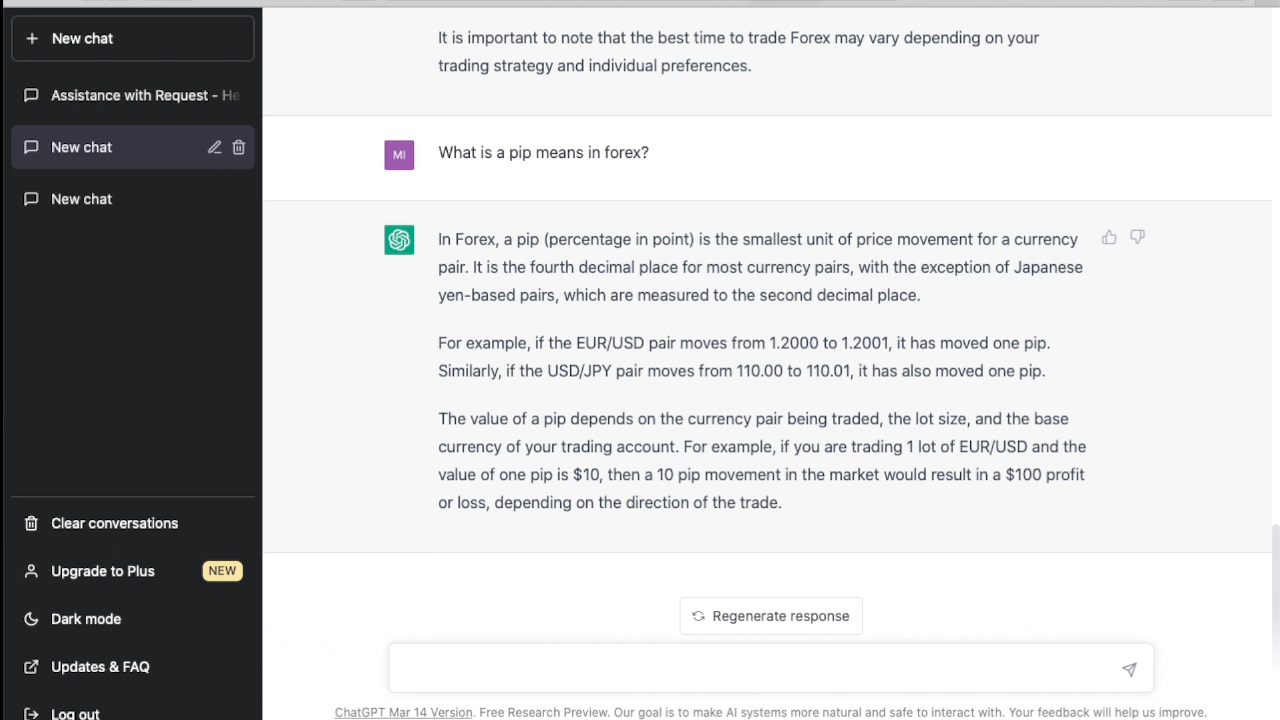 New chat
Assistance with Request - He
New chat
New chat
Clear conversations
Upgrade to Plus
NEW
Dark mode
Updates & FAQ
Log out
It is important to note that the best time to trade Forex may vary depending on your
trading strategy and individual preferences.
MI
What is a pip means in forex?
In Forex, a pip (percentage in point) is the smallest unit of price movement for a currency
pair. It is the fourth decimal place for most currency pairs, with the exception of Japanese
yen-based pairs, which are measured to the second decimal place.
For example, if the EUR/USD pair moves from 1.2000 to 1.2001, it has moved one pip.
Similarly, if the USD/JPY pair moves from 110.00 to 110.01, it has also moved one pip.
The value of a pip depends on the currency pair being traded, the lot size, and the base
currency of your trading account. For example, if you are trading 1 lot of EUR/USD and the
value of one pip is $10, then a 10 pip movement in the market would result in a $100 profit
or loss, depending on the direction of the trade.
Regenerate response
ChatGPT Mar 14 Version. Free Research Preview. Our goal is to make AI systems more natural and safe to interact with. Your feedback will help us improve.